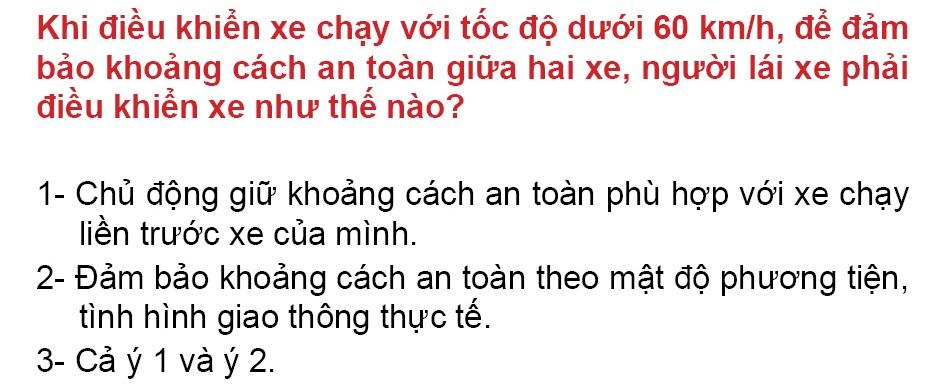 Khi điều khiển xe chạy với tốc độ dưới 60 km/h, để đảm
bảo khoảng cách an toàn giữa hai xe, người lái xe phải
điều khiển xe như thế nào?
1- Chủ động giữ khoảng cách an toàn phù hợp với xe chạy
liền trước xe của mình.
2- Đảm bảo khoảng cách an toàn theo mật độ phương tiện,
tình hình giao thông thực tế.
3- Cả ý 1 và ý 2.